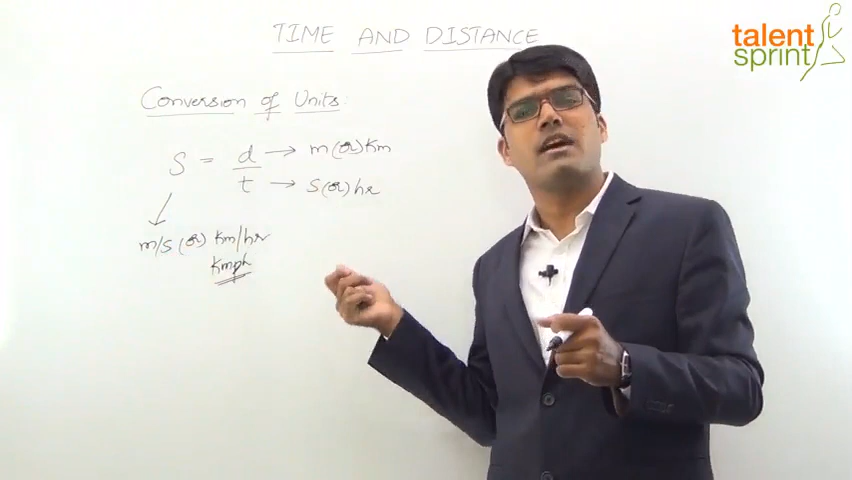 TIME AND DISTANCE
talent
sprint
Conversion of Units:
S = d/t
d → m (or) Km
t → s (or) hr
m/s (or) Km/hr
Kmph